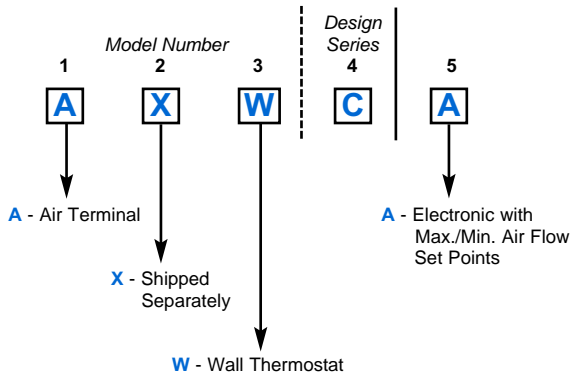 Model Number
Design
Series
1 2 3 4 5
A X W C A
A - Air Terminal
A - Electronic with
Max./Min. Air Flow
Set Points
X - Shipped
Separately
W - Wall Thermostat